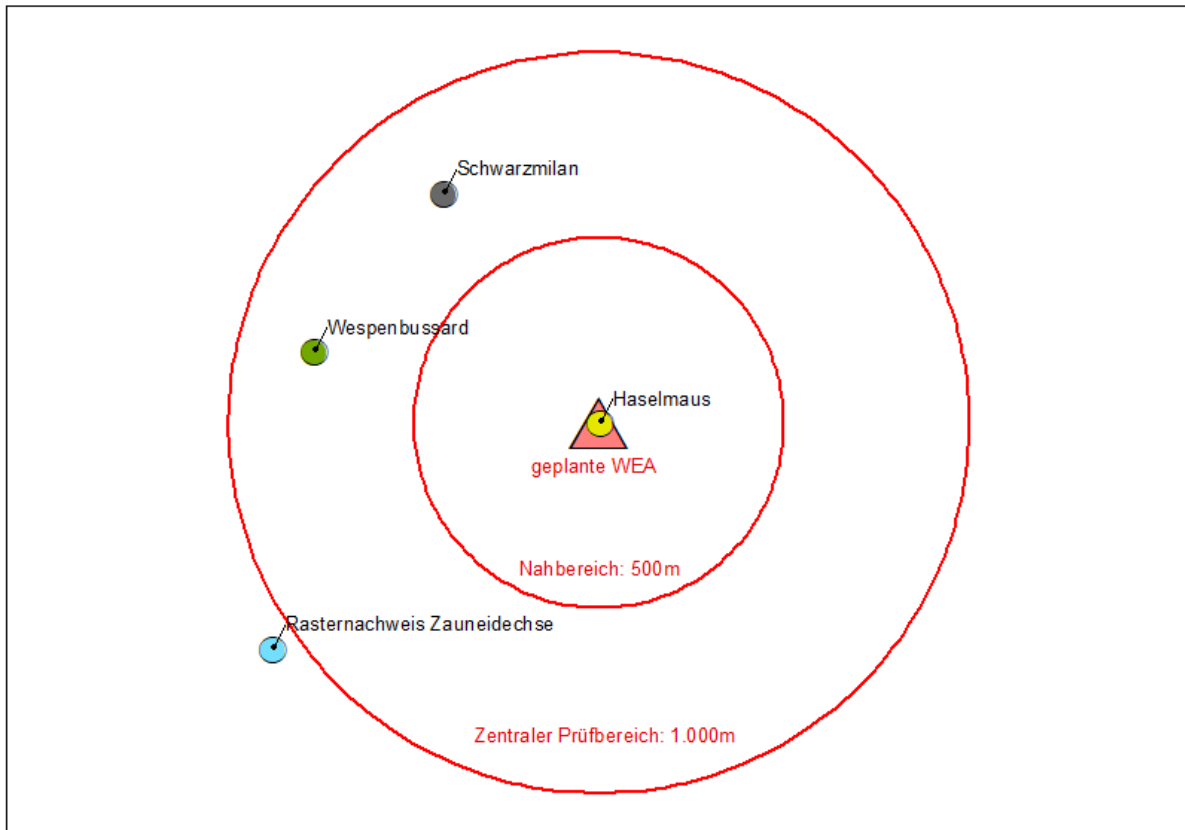 Schwarzmilan
Wespenbussard
Haselmaus
geplante WEA
Nahbereich: 500m
Rasternachweis Zauneidechse
Zentraler Prüfbereich: 1.000m